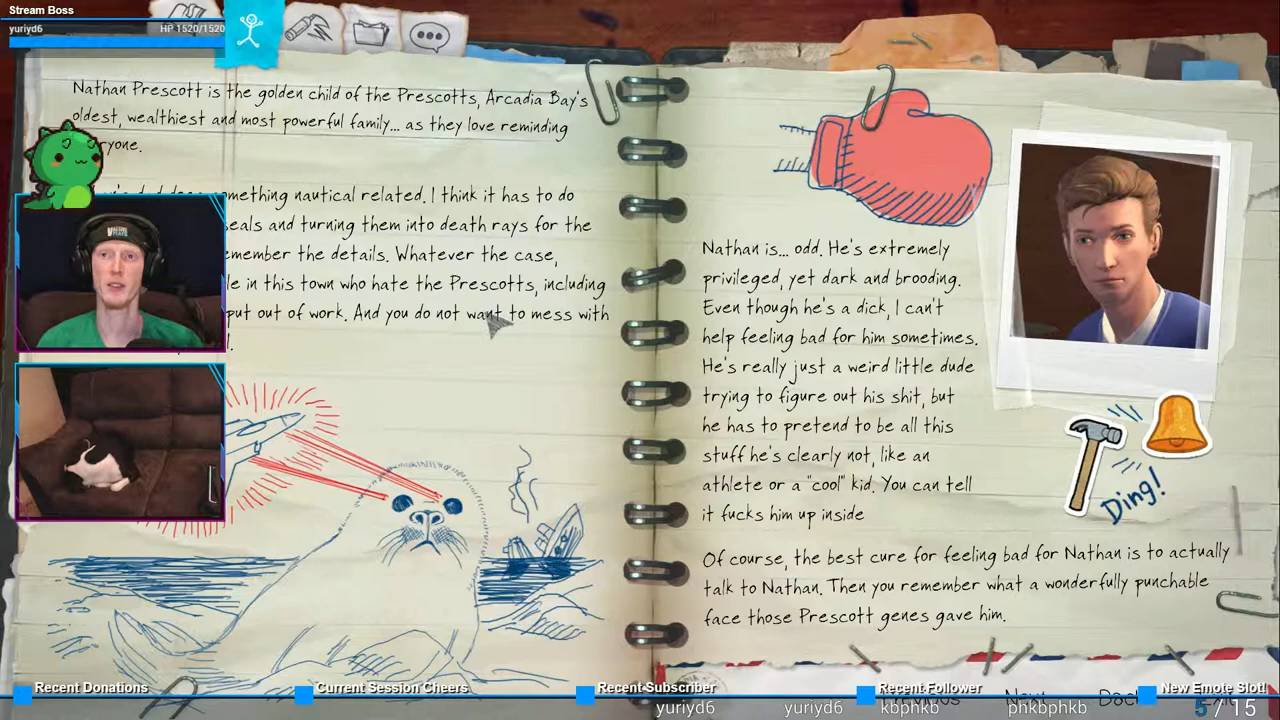 Stream Boss
yuriyd6 HP 1520/1520
Nathan Prescott is the golden child of the Prescotts, Arcadia Bay's
oldest, wealthiest and most powerful family... as they love reminding
mething nautical related. I think it has to do
seals and turning them into death rays for the
member the details. Whatever the case,
le in this town who hate the Prescotts, including
put out of work. And you do not want to mess with
Nathan is... odd. He's extremely
privileged, yet dark and brooding.
Even though he's a dick, I can't
help feeling bad for him sometimes.
He's really just a weird little dude
trying to figure out his shit, but
he has to pretend to be all this
stuff he's clearly not, like an
athlete or a "cool" kid. You can tell
it fucks him up inside
Ding!
Of course, the best cure for feeling bad for Nathan is to actually
talk to Nathan. Then you remember what a wonderfully punchable
face those Prescott genes gave him.
Recent Donations
Current Session Cheers
Recent Subscriber
Recent Follower
New Emote Slot!
yuriyd6
yuriyd6
kbphkb
phkbphkb
5 / 15